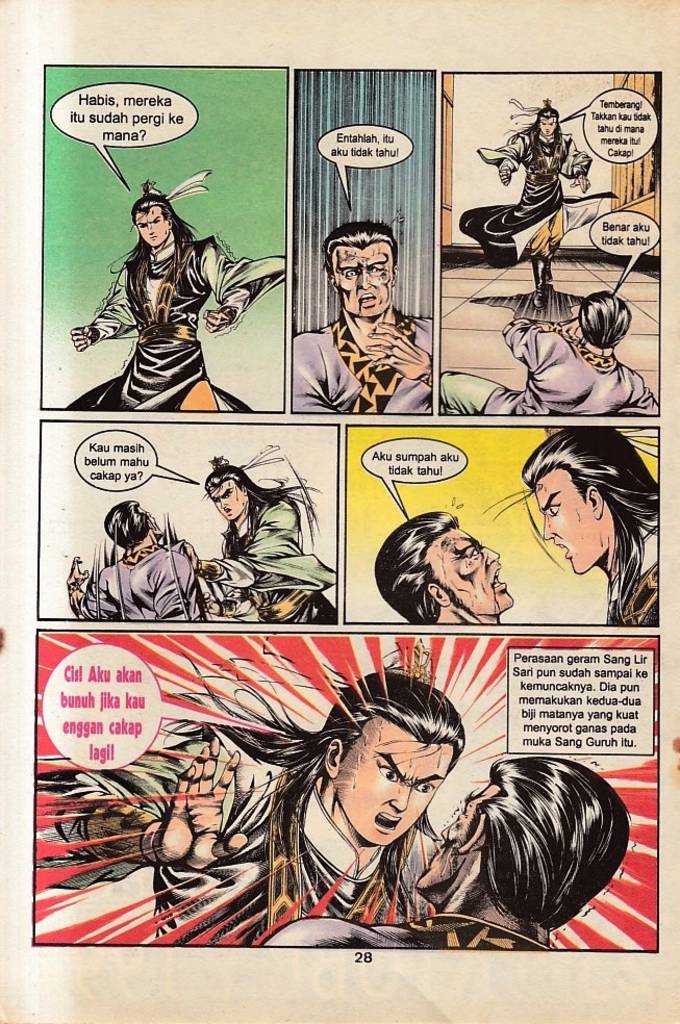 Habis, mereka
itu sudah pergi ke
mana?
Entahlah, itu
aku tidak tahu!
Temberang!
Takkan kau tidak
tahu di mana
mereka itu!
Cakap!
Benar aku
tidak tahu!
Kau masih
belum mahu
cakap ya?
Aku sumpah aku
tidak tahu!
Cis! Aku akan
bunuh jika kau
enggan cakap
lagi!
Perasaan geram Sang Lir
Sari pun sudah sampai ke
kemuncaknya. Dia pun
memakukan kedua-dua
biji matanya yang kuat
menyorot ganas pada
muka Sang Guruh itu.
28